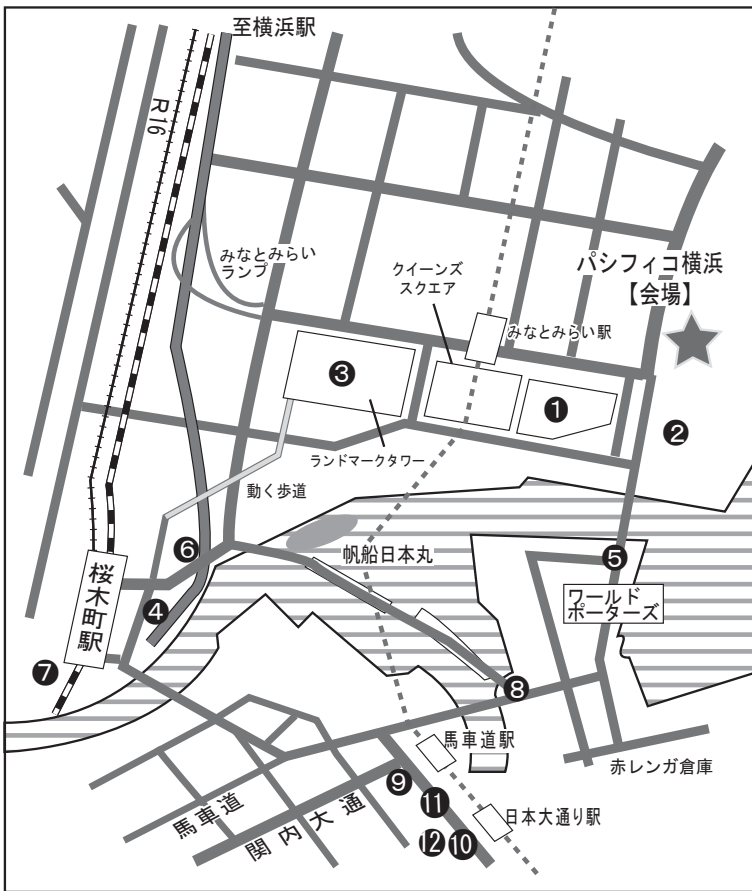 至横浜駅
R16
みなとみらい
ランプ
クイーンズ
スクエア
パシフィコ横浜
【会場】
みなとみらい駅
❸
❶
❷
ランドマークタワー
動く歩道
❻
帆船日本丸
❺
桜木町駅
ワールド
ポーターズ
❹
❼
❽
馬車道駅
赤レンガ倉庫
❾
⓫
日本大通り駅
馬車道
関内大通
⓬
❿